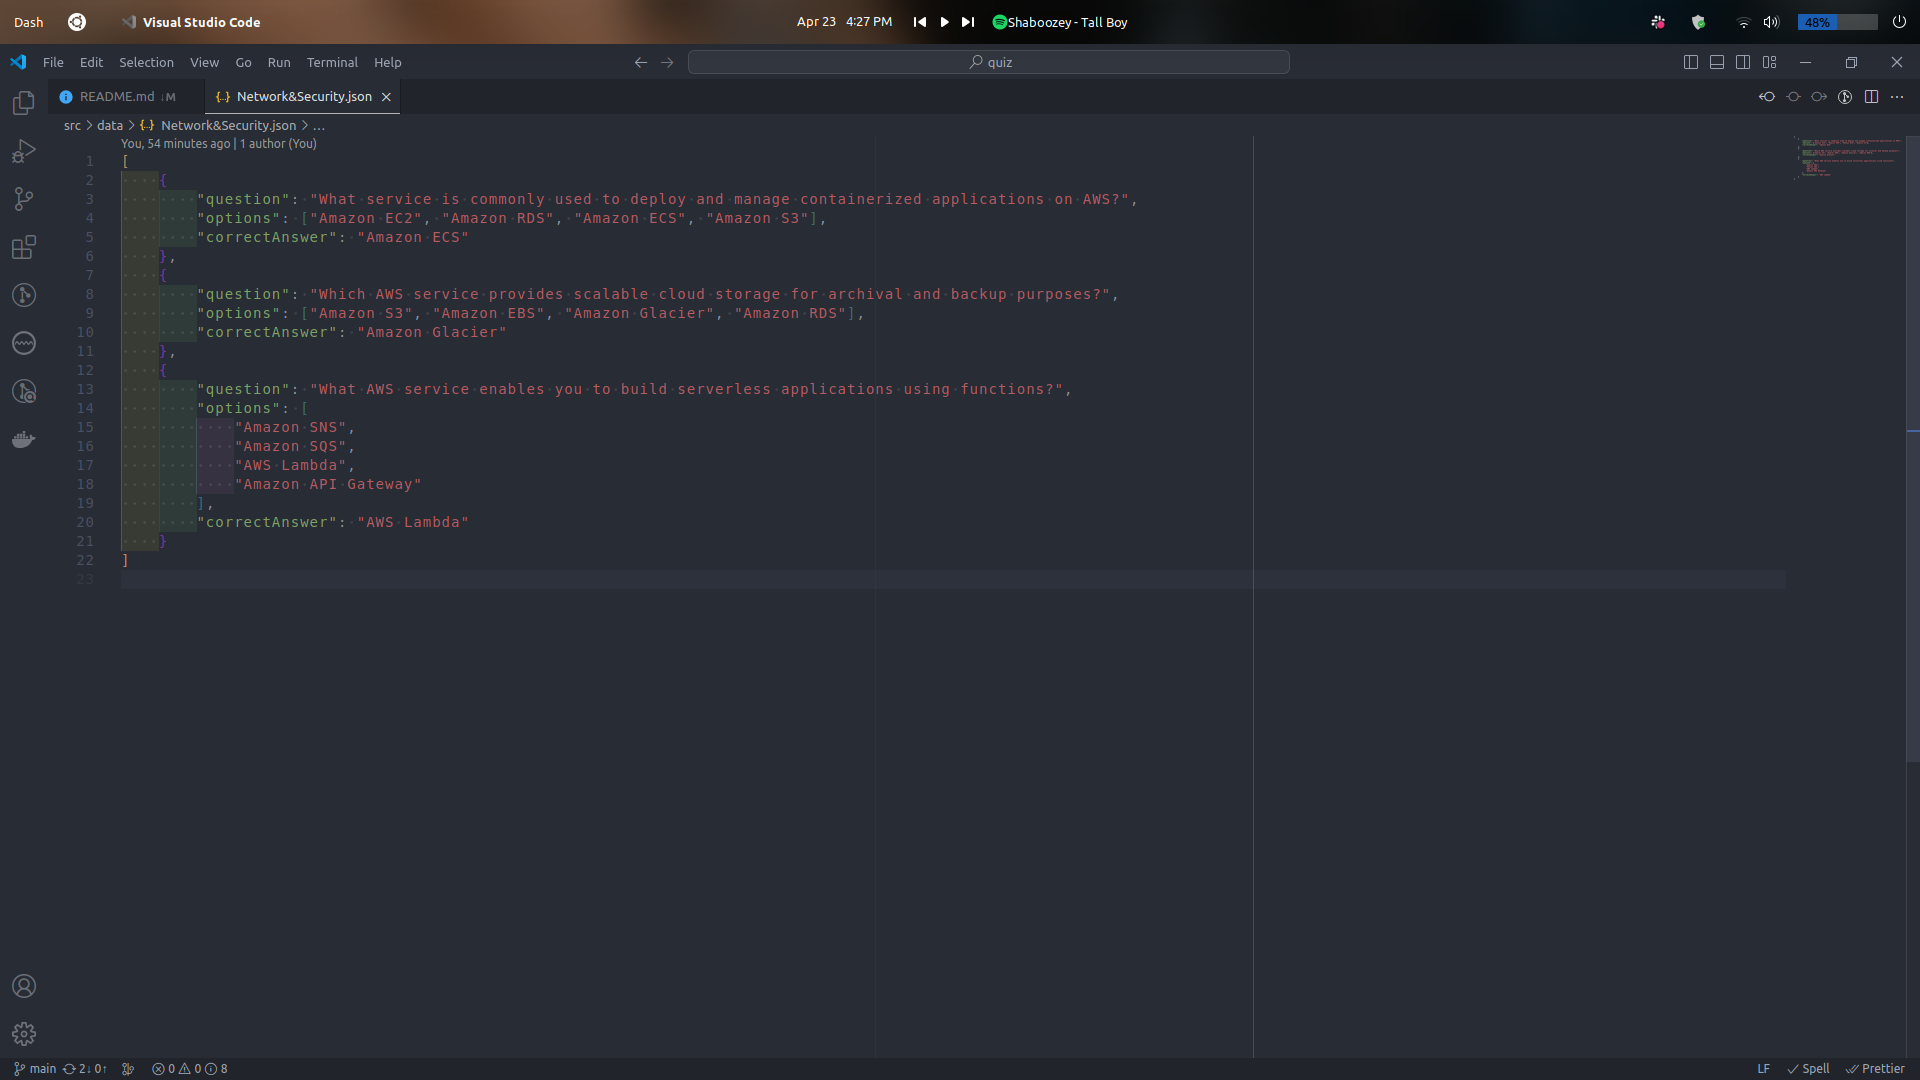 Dash Visual Studio Code Apr 23 4:27 PM Shaboozey - Tall Boy 48%
File Edit Selection View Go Run Terminal Help quiz
README.md ↓M {..} Network&Security.json
src > data > {..} Network&Security.json > ...
You, 54 minutes ago | 1 author (You)
1 [
2 {
3 "question": "What service is commonly used to deploy and manage containerized applications on AWS?",
4 "options": ["Amazon EC2", "Amazon RDS", "Amazon ECS", "Amazon S3"],
5 "correctAnswer": "Amazon ECS"
6 },
7 {
8 "question": "Which AWS service provides scalable cloud storage for archival and backup purposes?",
9 "options": ["Amazon S3", "Amazon EBS", "Amazon Glacier", "Amazon RDS"],
10 "correctAnswer": "Amazon Glacier"
11 },
12 {
13 "question": "What AWS service enables you to build serverless applications using functions?",
14 "options": [
15 "Amazon SNS",
16 "Amazon SQS",
17 "AWS Lambda",
18 "Amazon API Gateway"
19 ],
20 "correctAnswer": "AWS Lambda"
21 }
22 ]
23
main 2↓ 0↑ 0 0 8 LF Spell Prettier